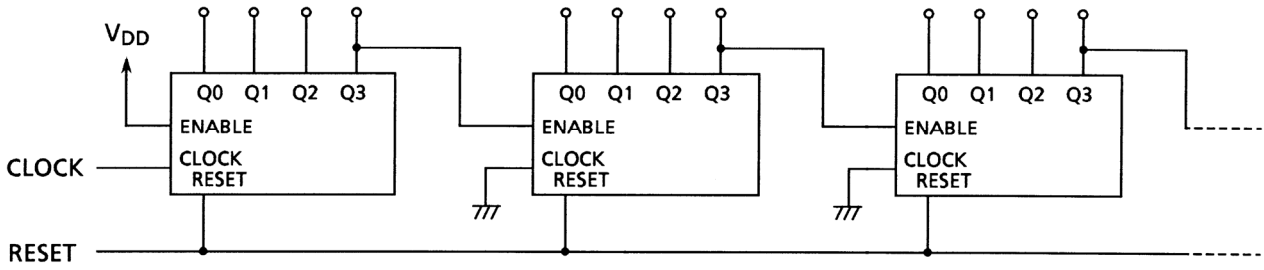 VDD
Q0 Q1 Q2 Q3
ENABLE
CLOCK
RESET
Q0 Q1 Q2 Q3
ENABLE
CLOCK
RESET
Q0 Q1 Q2 Q3
ENABLE
CLOCK
RESET
CLOCK
RESET